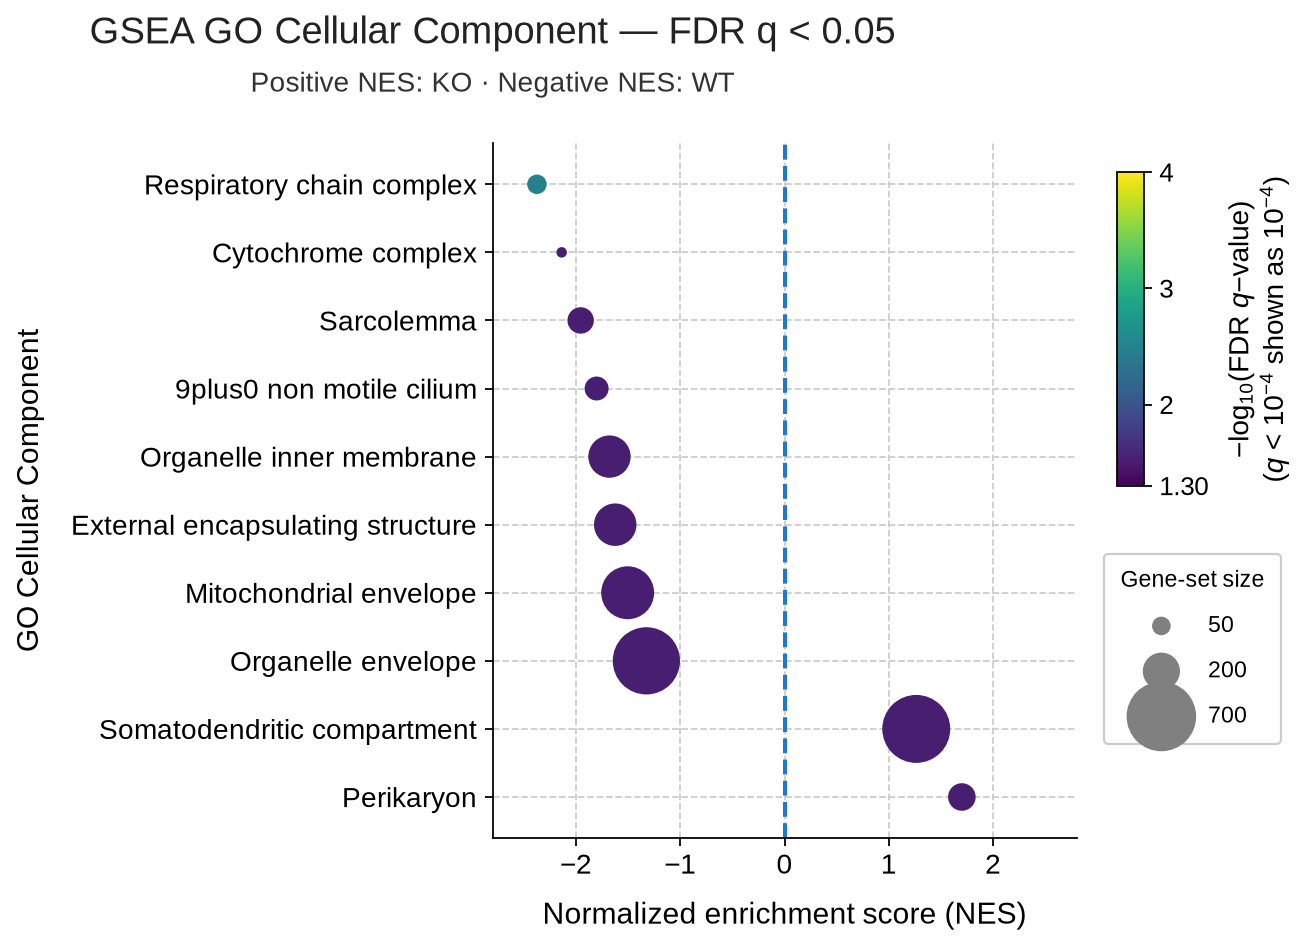 GSEA GO Cellular Component — FDR q < 0.05
Positive NES: KO · Negative NES: WT
GO Cellular Component
Respiratory chain complex
Cytochrome complex
Sarcolemma
9plus0 non motile cilium
Organelle inner membrane
External encapsulating structure
Mitochondrial envelope
Organelle envelope
Somatodendritic compartment
Perikaryon
−2
−1
0
1
2
Normalized enrichment score (NES)
4
3
2
1.30
−log₁₀(FDR q−value)
(q < 10⁻⁴ shown as 10⁻⁴)
Gene-set size
50
200
700